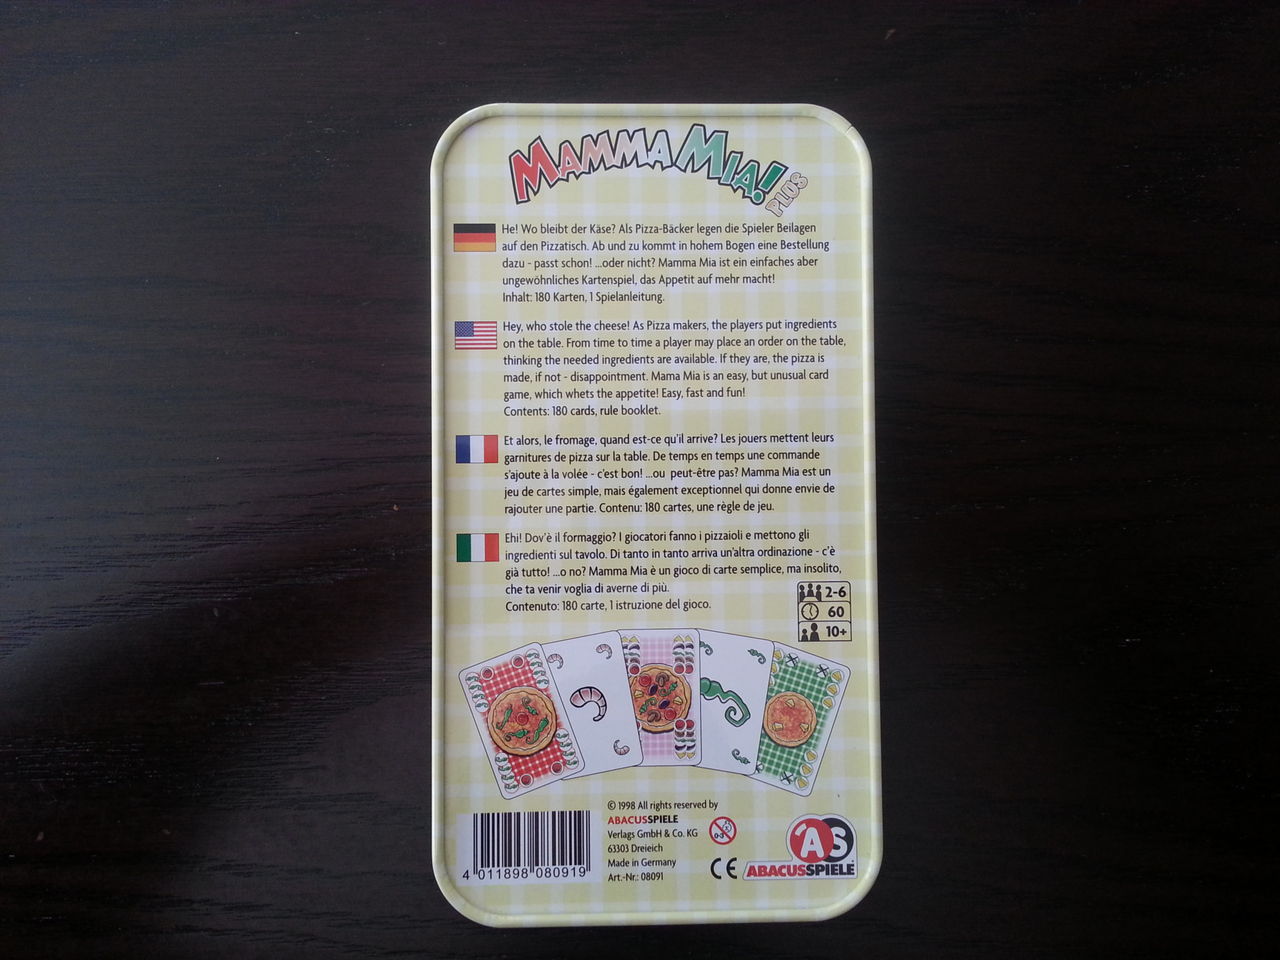 MAMMA MIA!
PLUS
He! Wo bleibt der Käse? Als Pizza-Bäcker legen die Spieler Beilagen
auf den Pizzatisch. Ab und zu kommt in hohem Bogen eine Bestellung
dazu - passt schon! ...oder nicht? Mamma Mia ist ein einfaches aber
ungewöhnliches Kartenspiel, das Appetit auf mehr macht!
Inhalt: 180 Karten, 1 Spielanleitung.
Hey, who stole the cheese! As Pizza makers, the players put ingredients
on the table. From time to time a player may place an order on the table,
thinking the needed ingredients are available. If they are, the pizza is
made, if not - disappointment. Mama Mia is an easy, but unusual card
game, which whets the appetite! Easy, fast and fun!
Contents: 180 cards, rule booklet.
Et alors, le fromage, quand est-ce qu'il arrive? Les jouers mettent leurs
garnitures de pizza sur la table. De temps en temps une commande
s'ajoute à la volée - c'est bon! ...ou peut-être pas? Mamma Mia est un
jeu de cartes simple, mais également exceptionnel qui donne envie de
rajouter une partie. Contenu: 180 cartes, une règle de jeu.
Ehi! Dov'è il formaggio? I giocatori fanno i pizzaioli e mettono gli
ingredienti sul tavolo. Di tanto in tanto arriva un'altra ordinazione - c'è
già tutto! ...o no? Mamma Mia è un gioco di carte semplice, ma insolito,
che ta venir voglia di averne di più.
Contenuto: 180 carte, 1 istruzione del gioco.
2-6
60
10+
© 1998 All rights reserved by
ABACUSSPIELE
Verlags GmbH & Co. KG
63303 Dreieich
Made in Germany
Art.-Nr.: 08091
4 011898 080919
0-3
CE
AS
ABACUSSPIELE